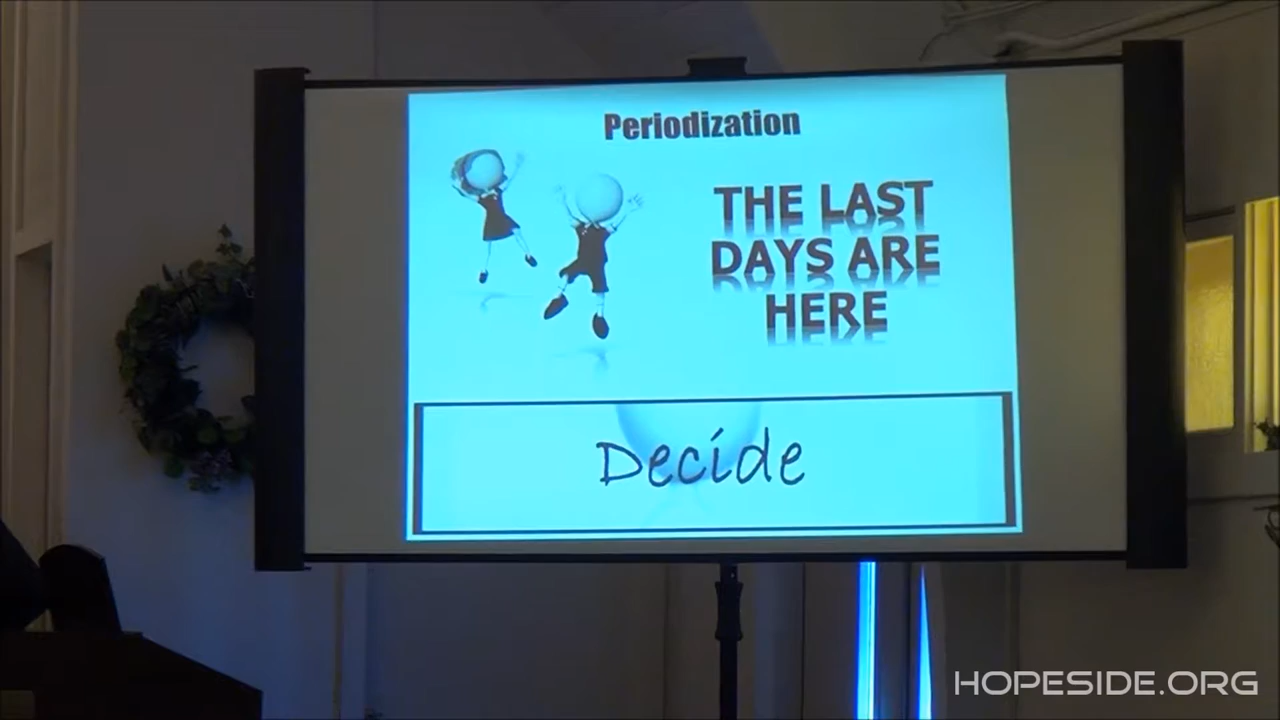 Periodization
THE LAST
DAYS ARE
HERE
Decide
HOPESIDE.ORG